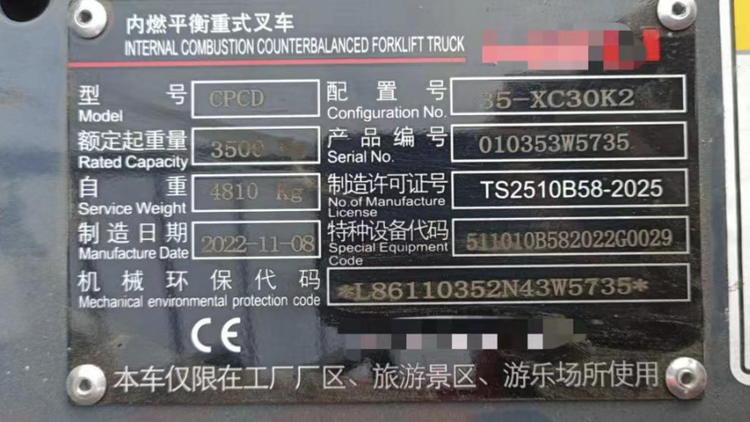 内燃平衡重式叉车
INTERNAL COMBUSTION COUNTERBALANCED FORKLIFT TRUCK
型 号 CPCD 配 置 号 35-XC30K2
Model Configuration No.
额定起重量 3500 产品编号 010353W5735
Rated Capacity Serial No.
自 重 4810 Kg 制造许可证号 TS2510B58-2025
Service Weight No.of Manufacture License
制造日期 2022-11-08 特种设备代码 511010B582022G0029
Manufacture Date Special Equipment Code
机械环保代码 *L86110352N43W5735*
Mechanical environmental protection code
CE
本车仅限在工厂厂区、旅游景区、游乐场所使用